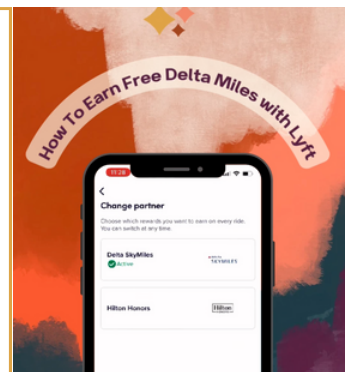 How To Earn Free Delta Miles with Lyft
11:28
Change partner
Choose which rewards you want to earn on every ride.
You can switch at any time.
Delta SkyMiles
SKYMILES
Active
Hilton Honors
Hilton